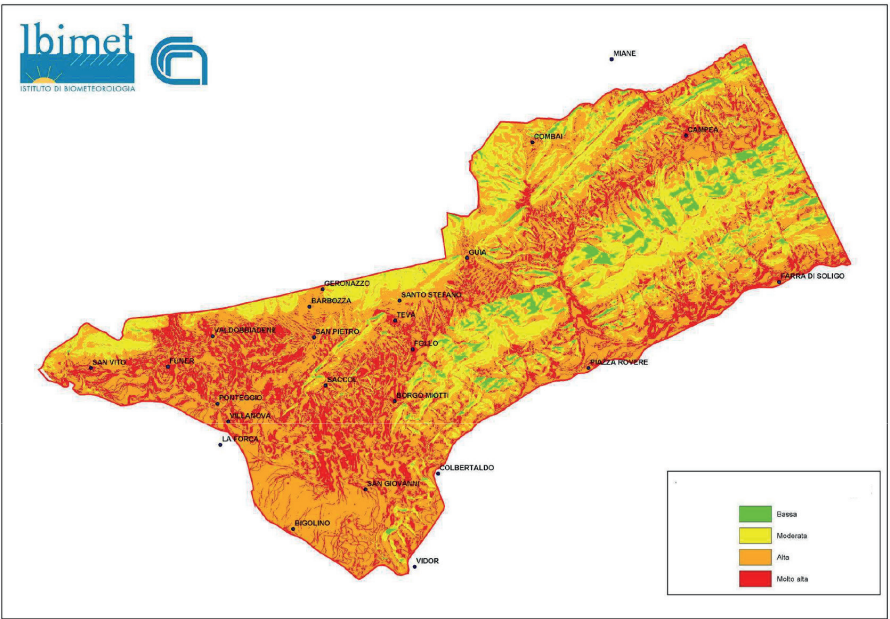 Ibimet
ISTITUTO DI BIOMETEOROLOGIA
MIANE
COMBAI
CAMPEA
GUIA
FARRA DI SOLIGO
GERONAZZO
SANTO STEFANO
BARBOZZA
TEVA
VALDOBBIADENE
SAN PIETRO
FOLLO
SAN VITO
FUNER
PIAZZA ROVERE
SACCOL
BORGO MIOTTI
PONTEGGIO
VILLANOVA
LA FORCA
COLBERTALDO
SAN GIOVANNI
BIGOLINO
VIDOR
Bassa
Moderata
Alta
Molto alta